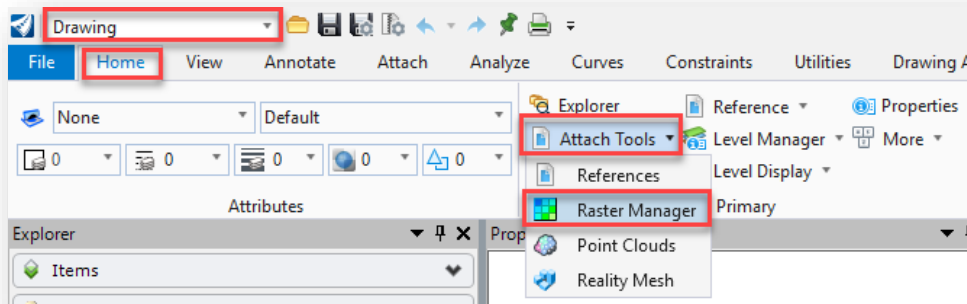 Drawing
File Home View Annotate Attach Analyze Curves Constraints Utilities Drawing A
None Default Explorer Reference Properties
Attach Tools Level Manager More
0 0 0 0 0 References Level Display
Attributes Raster Manager Primary
Explorer Prop Point Clouds
Items Reality Mesh